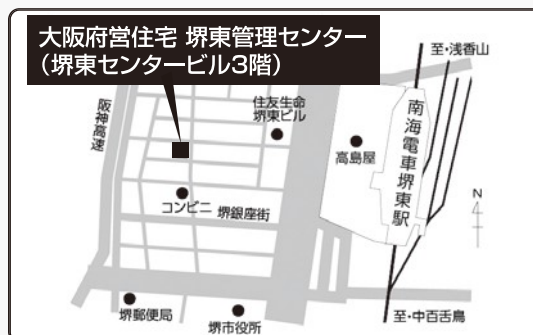 大阪府営住宅 堺東管理センター
（堺東センタービル3階）
至・浅香山
阪神高速
住友生命
堺東ビル
高島屋
南海電車堺東駅
N
コンビニ
堺銀座街
堺郵便局
堺市役所
至・中百舌鳥